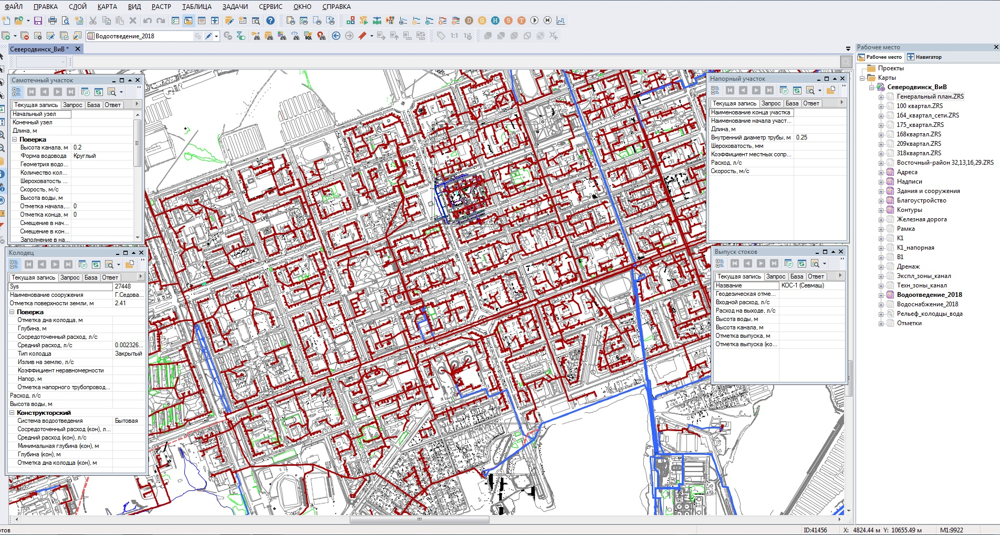 ФАЙЛ ПРАВКА СЛОЙ КАРТА ВИД РАСТР ТАБЛИЦА ЗАДАЧИ СЕРВИС ОКНО СПРАВКА
D G H S T
Водоотведение_2018 SQL 1:1
Северодвинск_ВиВ *
Самотечный участок
Текущая запись Запрос База Ответ
Начальный узел
Конечный узел
Длина, м
Поверка
Высота канала, м 0.2
Форма водовода Круглый
Геометрия водо...
Количество кол...
Шероховатость ...
Скорость, м/с
Высота воды, м
Отметка начала,... 0
Отметка конца, м 0
Смещение в нач...
Смещение в кон...
Заполнение в на...
Колодец
Текущая запись Запрос База Ответ
Sys 27448
Наименование сооружения Г.Седова...
Отметка поверхности земли, м 2.41
Поверка
Отметка дна колодца, м
Глубина, м
Сосредоточенный расход, л/с
Средний расход, л/с 0.002326...
Тип колодца Закрытый
Излив на землю, л/с
Коэффициент неравномерности
Напор, м
Отметка напорного трубопровод...
Расход, л/с
Высота воды, м
Конструкторский
Система водоотведения Бытовая
Сосредоточенный расход (кон), л...
Средний расход (кон), л/с
Минимальная глубина (кон), м
Глубина (кон), м
Отметка дна колодца (кон), м
Напорный участок
Текущая запись Запрос База Ответ
Наименование конца участка
Наименование начала участ...
Длина, м
Внутренний диаметр трубы, м 0.25
Шероховатость, мм
Коэффициент местных сопр...
Расход, л/с
Скорость, м/с
Выпуск стоков
Текущая запись Запрос База Ответ
Название КОС-1 (Севмаш)
Геодезическая отме...
Входной расход, л/с
Расход на выходе, л/с
Высота воды, м
Высота канала, м
Отметка выпуска, м
Отметка выпуска (ко...
Рабочее место
Рабочее место Навигатор
Проекты
Карты
Северодвинск_ВиВ
Генеральный план.ZRS
100 квартал.ZRS
164_квартал_сети.ZRS
175_квартал.ZRS
168квартал.ZRS
209квартал.ZRS
318квартал.ZRS
Восточный-район 32,13,16,29.ZRS
Адреса
Надписи
Здания и сооружения
Благоустройство
Контуры
Железная дорога
Рамка
К1
К1_напорная
В1
Дренаж
Экспл_зоны_канал
Техн_зоны_канал
Водоотведение_2018
Водоснабжение_2018
Рельеф_колодцы_вода
Отметки
отов ID:41456 X: 4824.44 м Y: 10655.49 м М1:9922